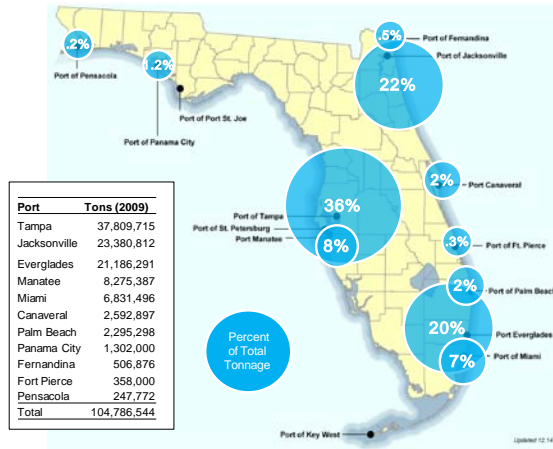 .5%
Port of Fernandina
Port of Jacksonville
.2%
Port of Pensacola
1.2%
Port of Port St. Joe
Port of Panama City
22%
2%
Port Canaveral
36%
Port of Tampa
Port of St. Petersburg
Port Manatee
8%
.3%
Port of Ft. Pierce
2%
Port of Palm Beach
20%
Port Everglades
7%
Port of Miami
Percent
of Total
Tonnage
Port Tons (2009)
Tampa 37,809,715
Jacksonville 23,380,812
Everglades 21,186,291
Manatee 8,275,387
Miami 6,831,496
Canaveral 2,592,897
Palm Beach 2,295,298
Panama City 1,302,000
Fernandina 506,876
Fort Pierce 358,000
Pensacola 247,772
Total 104,786,544
Port of Key West
Updated 12.14